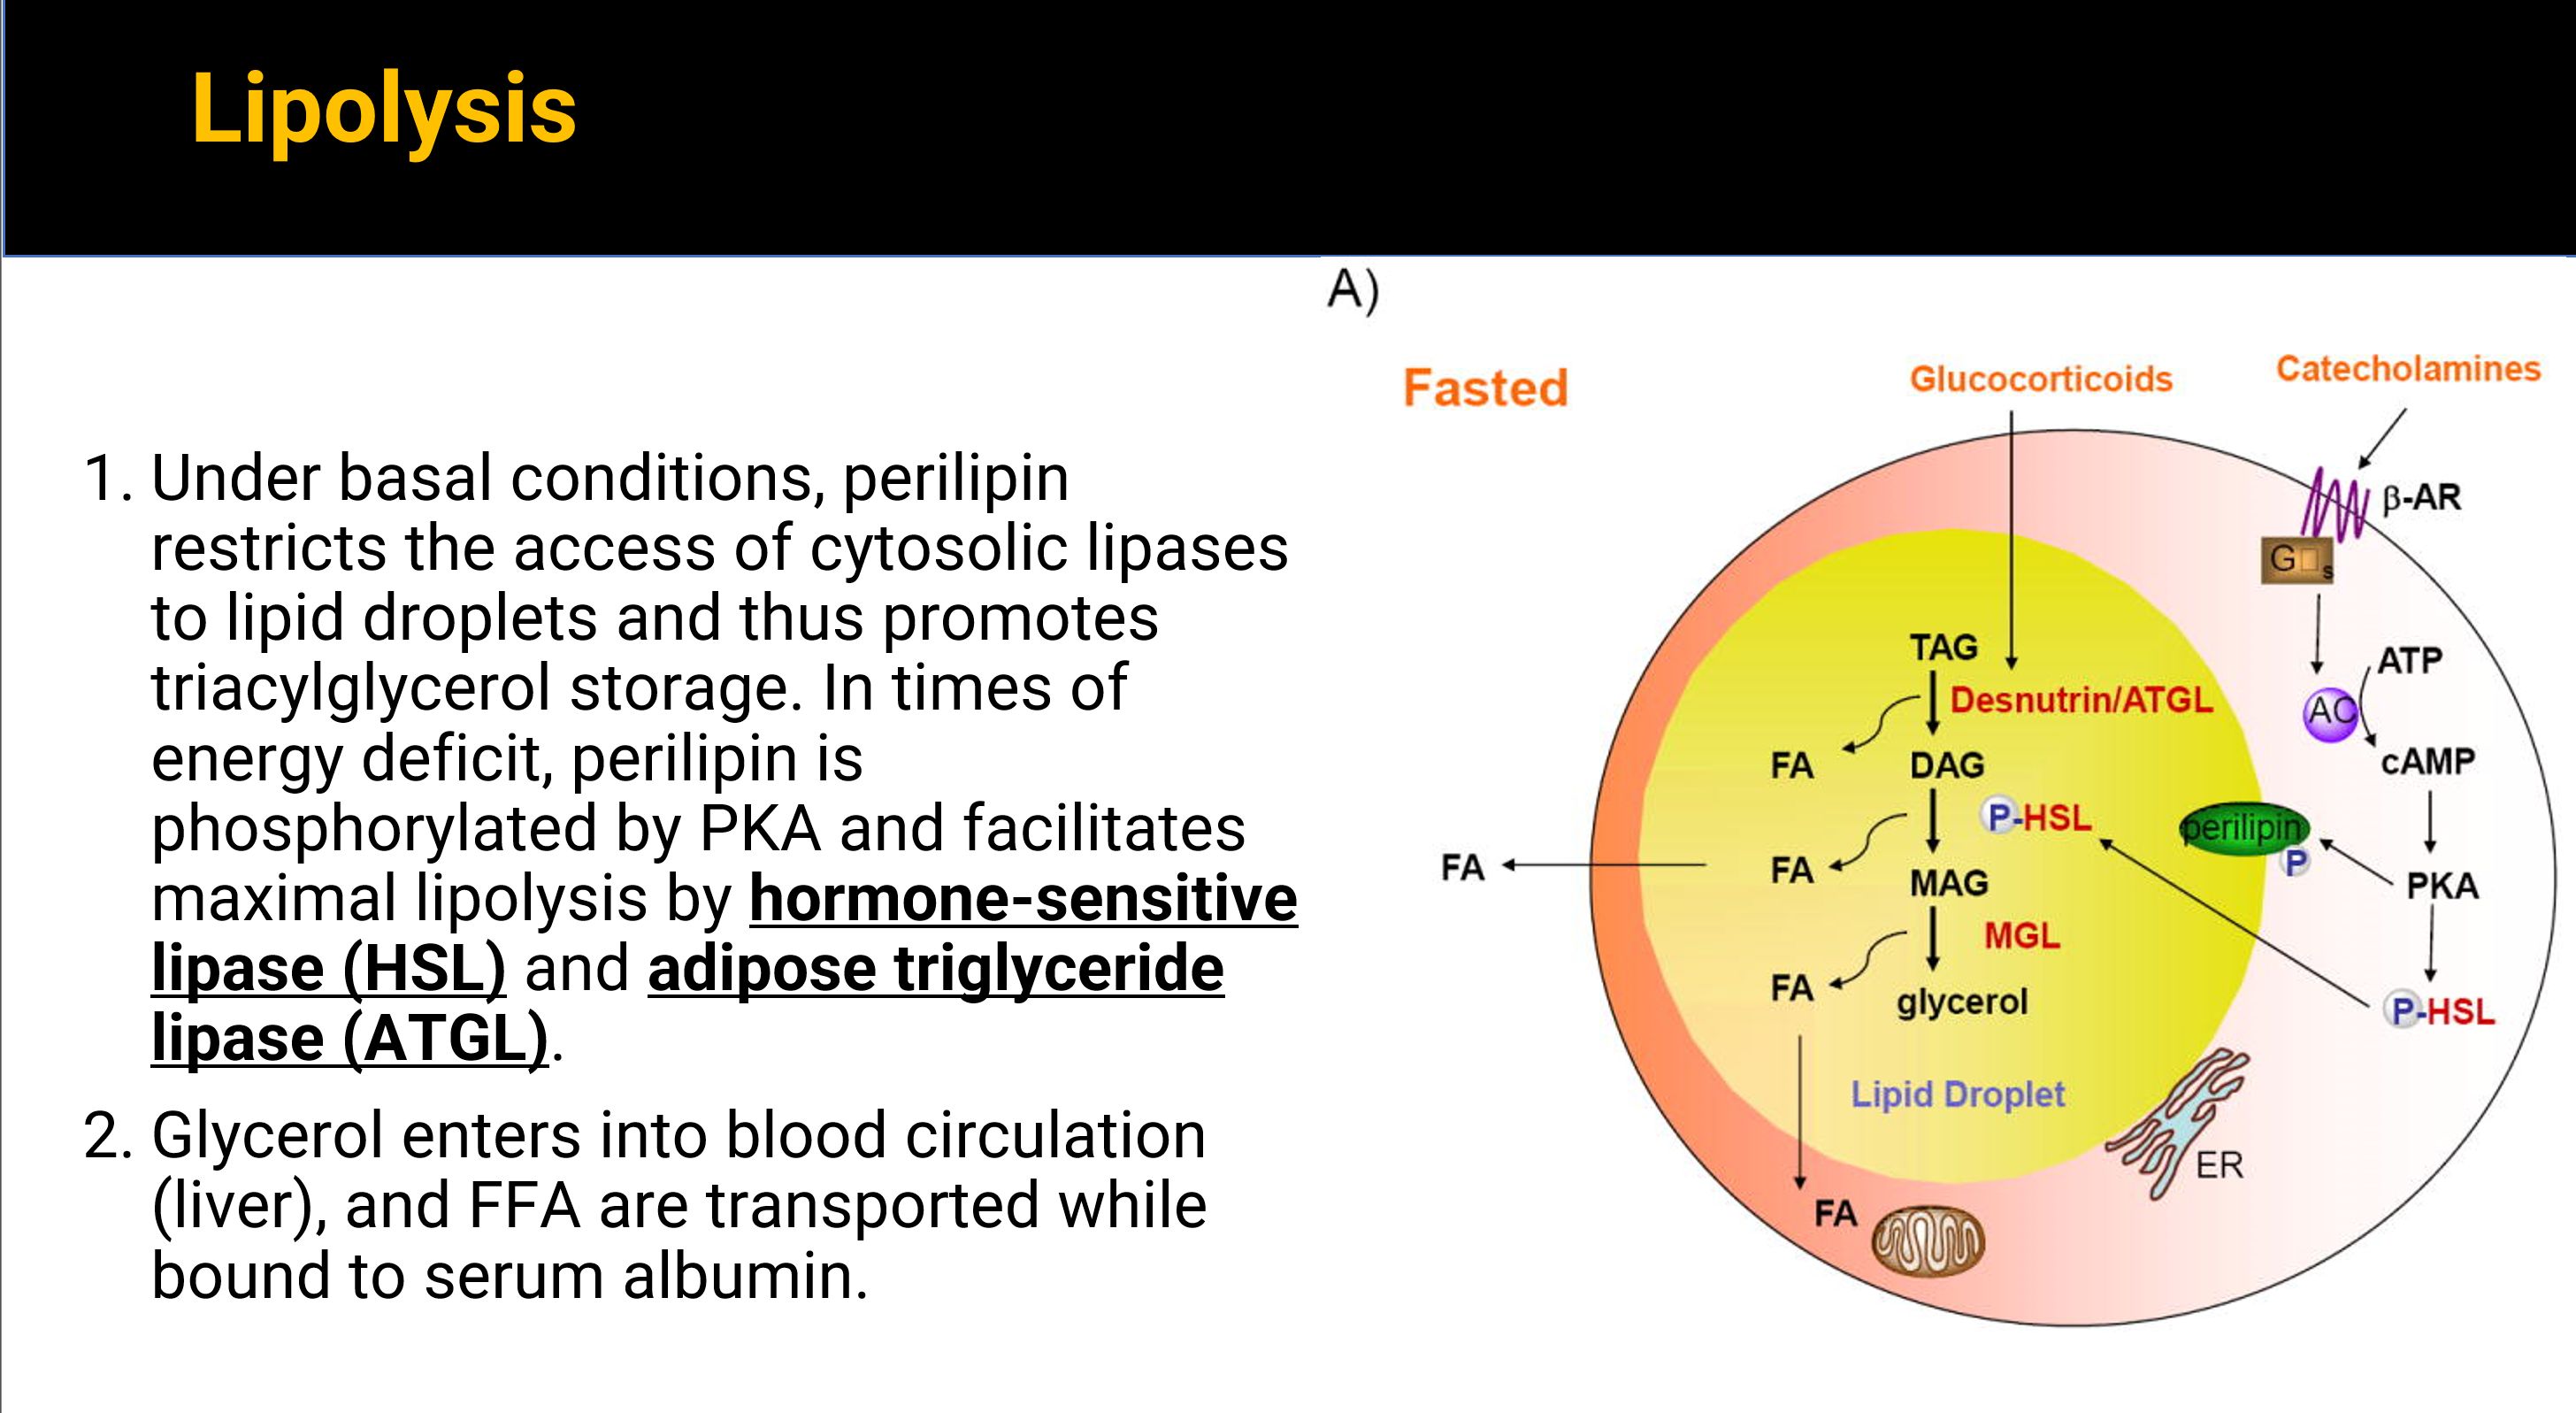 Lipolysis
1. Under basal conditions, perilipin
restricts the access of cytosolic lipases
to lipid droplets and thus promotes
triacylglycerol storage. In times of
energy deficit, perilipin is
phosphorylated by PKA and facilitates
maximal lipolysis by hormone-sensitive
lipase (HSL) and adipose triglyceride
lipase (ATGL).
2. Glycerol enters into blood circulation
(liver), and FFA are transported while
bound to serum albumin.
A)
Fasted
Glucocorticoids
Catecholamines
β-AR
G□s
TAG
ATP
Desnutrin/ATGL
AC
FA
DAG
cAMP
P-HSL
perilipin
P
FA
FA
MAG
PKA
MGL
FA
glycerol
P-HSL
Lipid Droplet
ER
FA